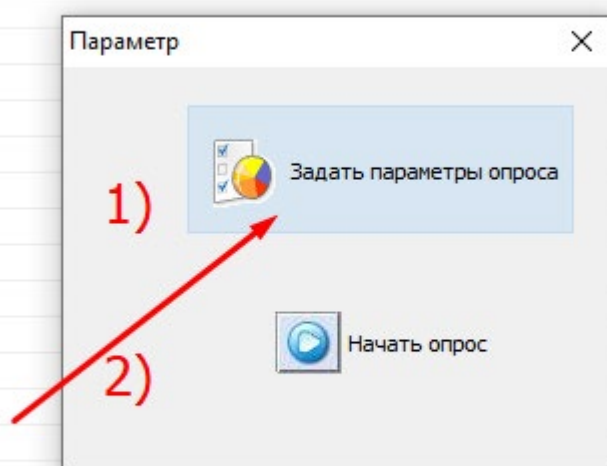 Параметр
1)
Задать параметры опроса
2)
Начать опрос